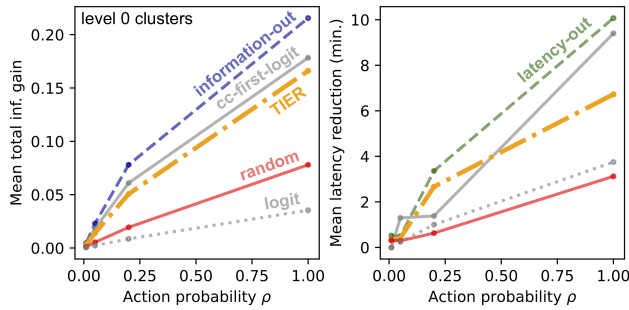 level 0 clusters
Mean total inf. gain
0.20
0.15
0.10
0.05
0.00
information-out
cc-first-logit
TIER
random
logit
0.00
0.25
0.50
0.75
1.00
Action probability ρ
Mean latency reduction (min.)
10
8
6
4
2
0
latency-out
0.00
0.25
0.50
0.75
1.00
Action probability ρ